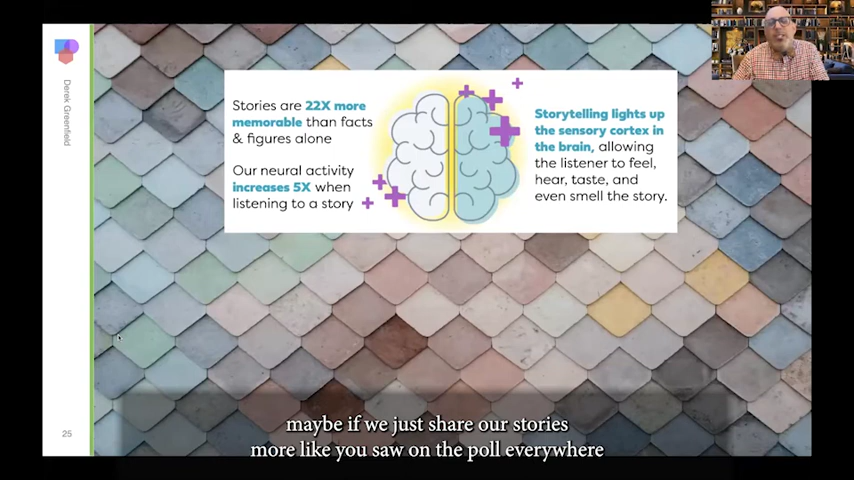 Derek Greenfield
Stories are 22X more
memorable than facts
& figures alone
Our neural activity
increases 5X when
listening to a story
Storytelling lights up
the sensory cortex in
the brain, allowing
the listener to feel,
hear, taste, and
even smell the story.
25
maybe if we just share our stories
more like you saw on the poll everywhere